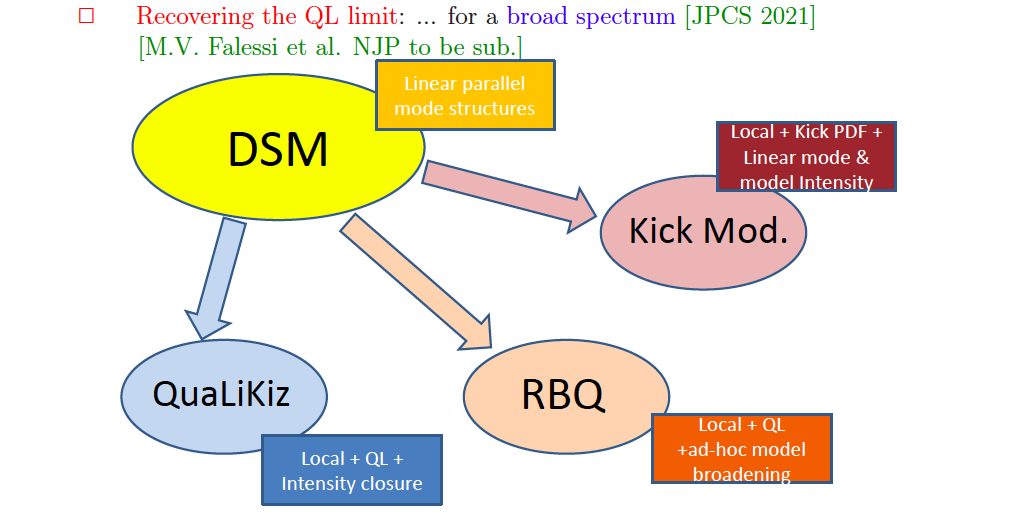 Recovering the QL limit: ... for a broad spectrum [JPCS 2021]
[M.V. Falessi et al. NJP to be sub.]
Linear parallel
mode structures
DSM
Local + Kick PDF +
Linear mode &
model Intensity
Kick Mod.
QuaLiKiz
Local + QL +
Intensity closure
RBQ
Local + QL
+ad-hoc model
broadening